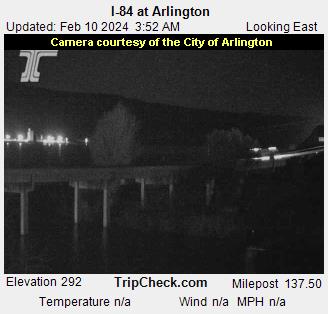 I-84 at Arlington
Updated: Feb 10 2024 3:52 AM Looking East
Camera courtesy of the City of Arlington
Elevation 292 TripCheck.com Milepost 137.50
Temperature n/a Wind n/a MPH n/a